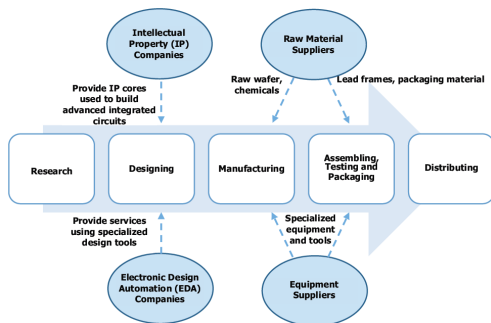 Intellectual
Property (IP)
Companies
Raw Material
Suppliers
Provide IP cores
used to build
advanced integrated
circuits
Raw wafer,
chemicals
Lead frames, packaging material
Research
Designing
Manufacturing
Assembling,
Testing and
Packaging
Distributing
Provide services
using specialized
design tools
Specialized
equipment
and tools
Electronic Design
Automation (EDA)
Companies
Equipment
Suppliers